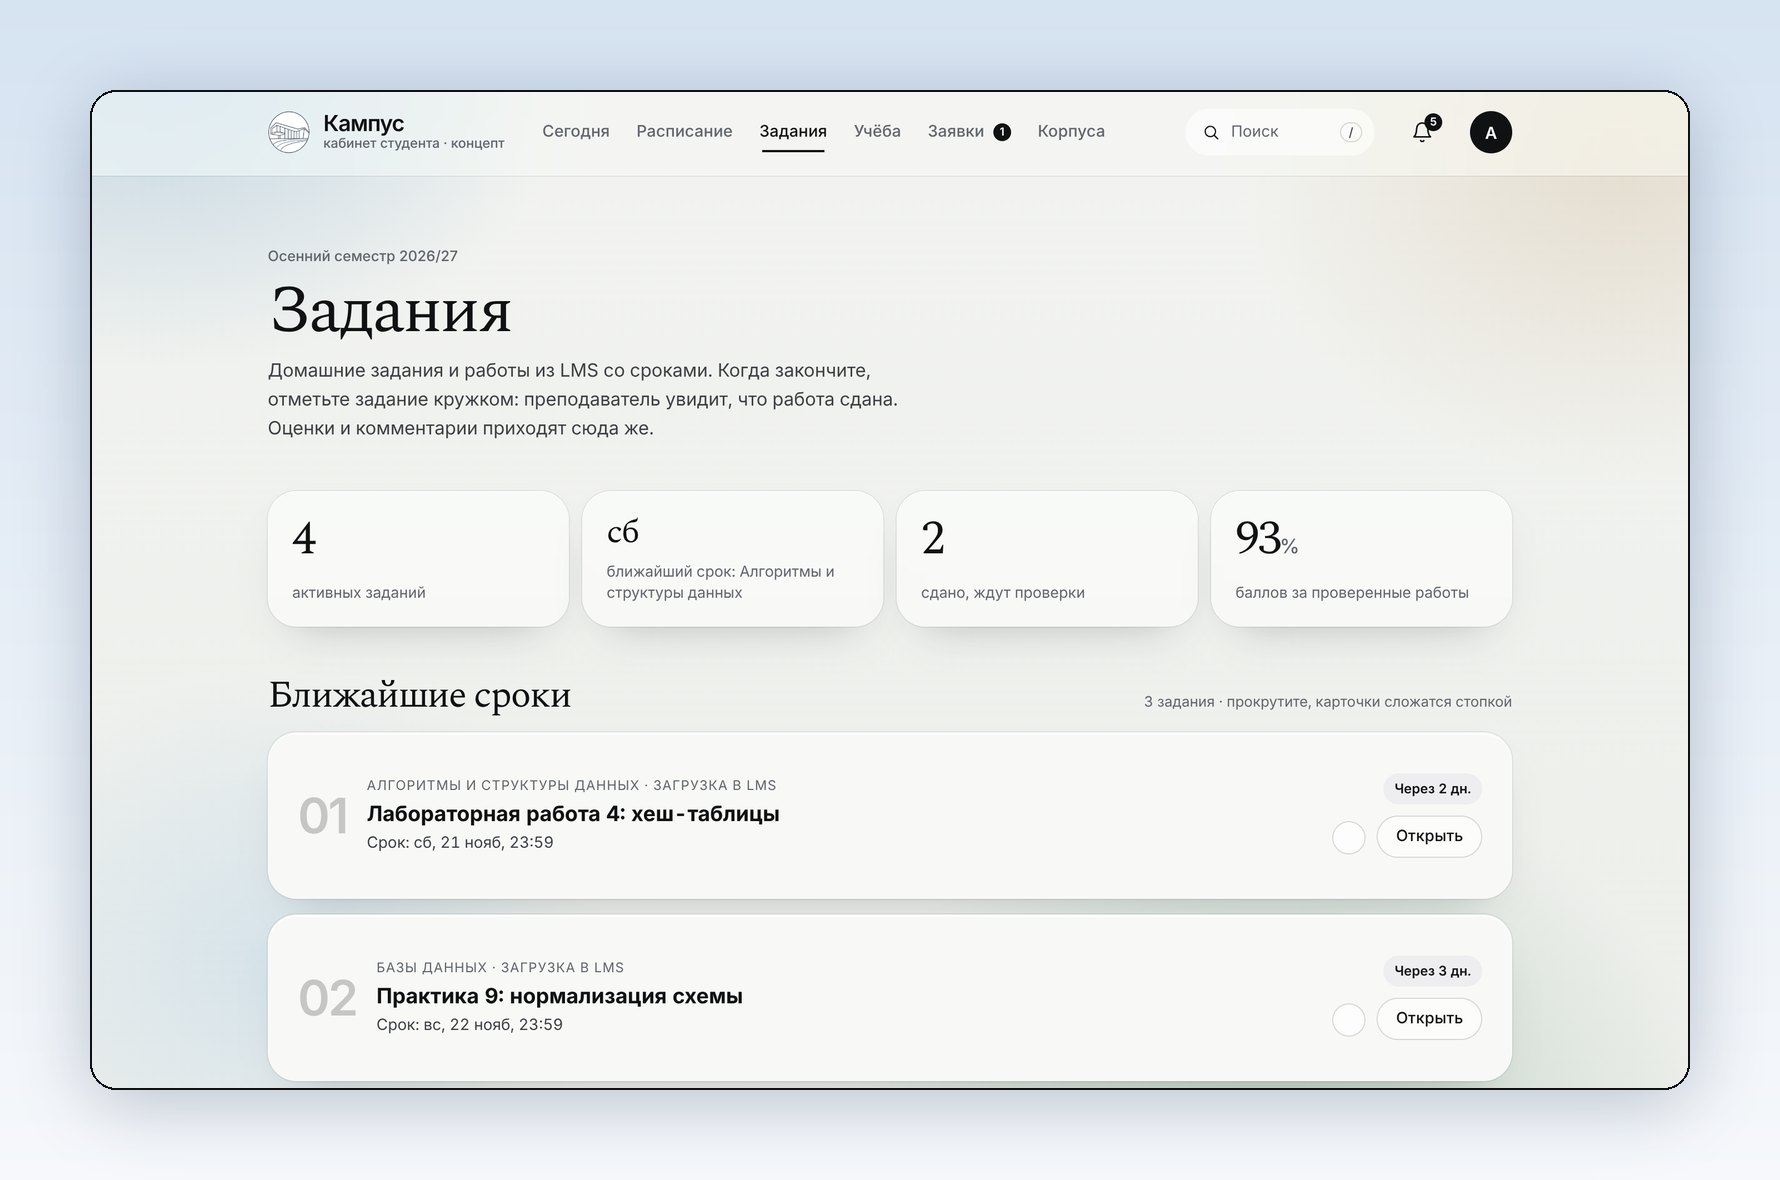 Кампус
кабинет студента · концепт
Сегодня
Расписание
Задания
Учёба
Заявки 1
Корпуса
Поиск /
5
А
Осенний семестр 2026/27
Задания
Домашние задания и работы из LMS со сроками. Когда закончите,
отметьте задание кружком: преподаватель увидит, что работа сдана.
Оценки и комментарии приходят сюда же.
4
активных заданий
сб
ближайший срок: Алгоритмы и
структуры данных
2
сдано, ждут проверки
93%
баллов за проверенные работы
Ближайшие сроки
3 задания · прокрутите, карточки сложатся стопкой
01
АЛГОРИТМЫ И СТРУКТУРЫ ДАННЫХ · ЗАГРУЗКА В LMS
Лабораторная работа 4: хеш-таблицы
Срок: сб, 21 нояб, 23:59
Через 2 дн.
Открыть
02
БАЗЫ ДАННЫХ · ЗАГРУЗКА В LMS
Практика 9: нормализация схемы
Срок: вс, 22 нояб, 23:59
Через 3 дн.
Открыть